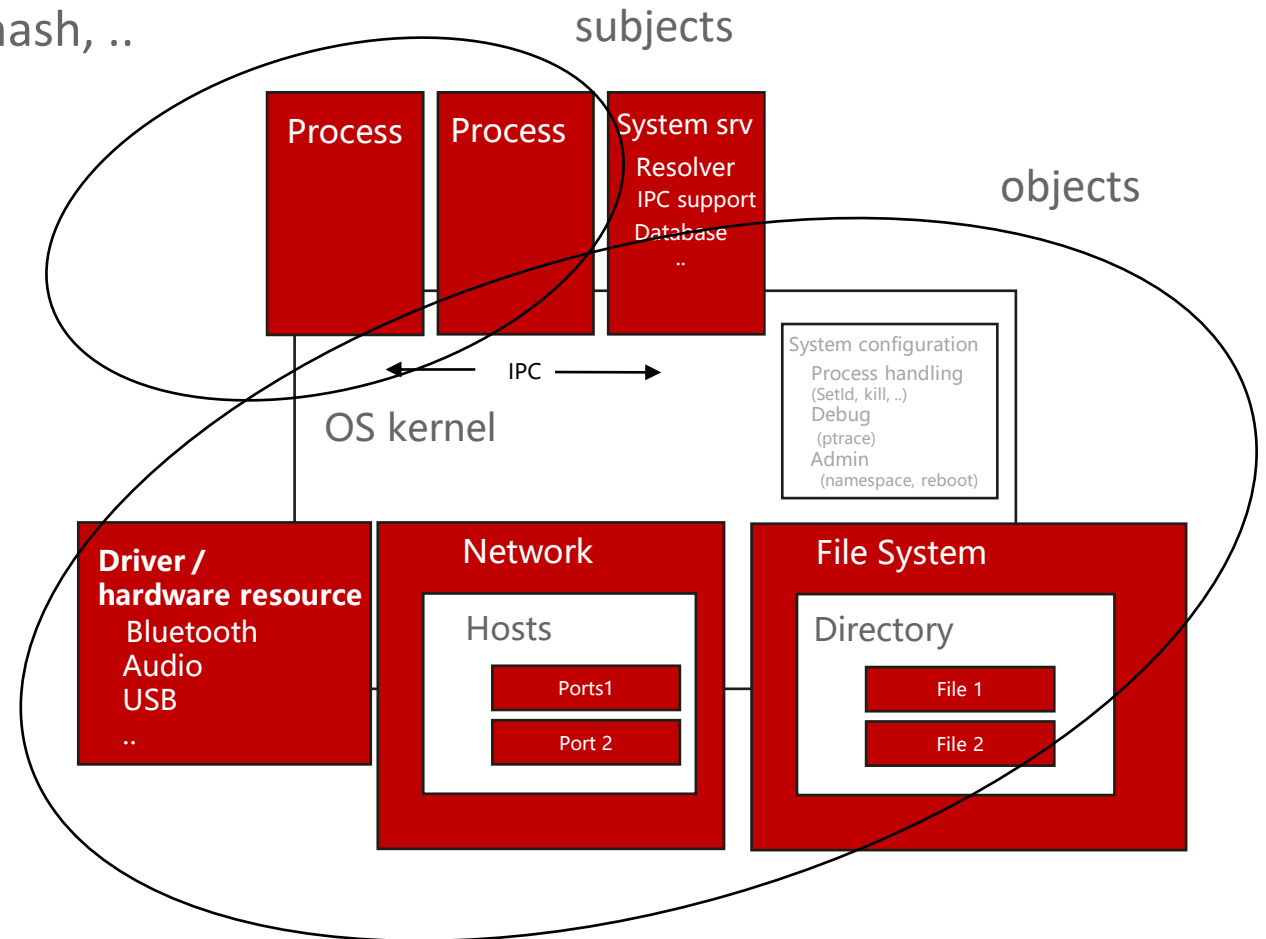 hash, ..
subjects
objects
Process
Process
System srv
Resolver
IPC support
Database
..
IPC
OS kernel
System configuration
Process handling
(SetId, kill, ..)
Debug
(ptrace)
Admin
(namespace, reboot)
Driver /
hardware resource
Bluetooth
Audio
USB
..
Network
Hosts
Ports1
Port 2
File System
Directory
File 1
File 2